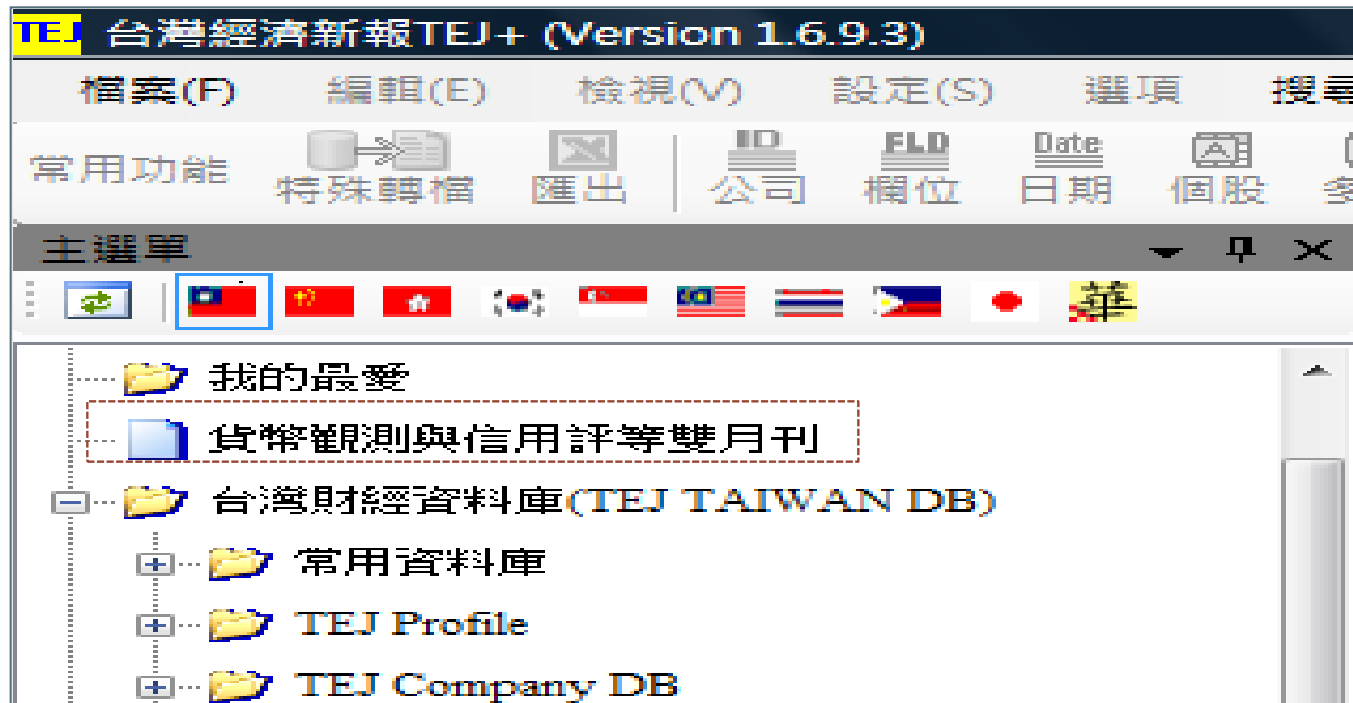 TEJ 台灣經濟新報TEJ+ (Version 1.6.9.3)
檔案(F) 編輯(E) 檢視(V) 設定(S) 選項 搜尋
常用功能 特殊轉檔 匯出 ID 公司 FLD 欄位 Date 日期 個股
主選單
華
我的最愛
貨幣觀測與信用評等雙月刊
台灣財經資料庫(TEJ TAIWAN DB)
常用資料庫
TEJ Profile
TEJ Company DB